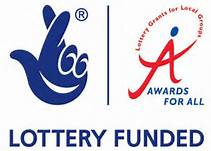 ®
Lottery Grants for Local Groups
AWARDS
FOR ALL
LOTTERY FUNDED